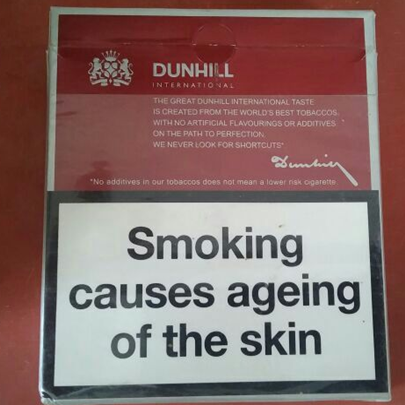 DUNHILL
INTERNATIONAL
THE GREAT DUNHILL INTERNATIONAL TASTE
IS CREATED FROM THE WORLD'S BEST TOBACCOS,
WITH NO ARTIFICIAL FLAVOURINGS OR ADDITIVES.
ON THE PATH TO PERFECTION,
WE NEVER LOOK FOR SHORTCUTS*
Dunhill
*No additives in our tobaccos does not mean a lower risk cigarette.
Smoking
causes ageing
of the skin